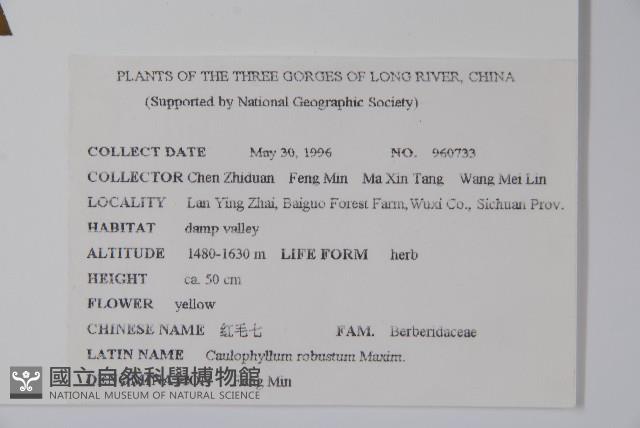 PLANTS OF THE THREE GORGES OF LONG RIVER, CHINA
(Supported by National Geographic Society)
COLLECT DATE May 30, 1996 NO. 960733
COLLECTOR Chen Zhiduan Feng Min Ma Xin Tang Wang Mei Lin
LOCALITY Lan Ying Zhai, Baiguo Forest Farm, Wuxi Co., Sichuan Prov.
HABITAT damp valley
ALTITUDE 1480-1630 m LIFE FORM herb
HEIGHT ca. 50 cm
FLOWER yellow
CHINESE NAME 红毛七 FAM. Berberidaceae
LATIN NAME Caulophyllum robustum Maxim.
Min
國立自然科學博物館
NATIONAL MUSEUM OF NATURAL SCIENCE